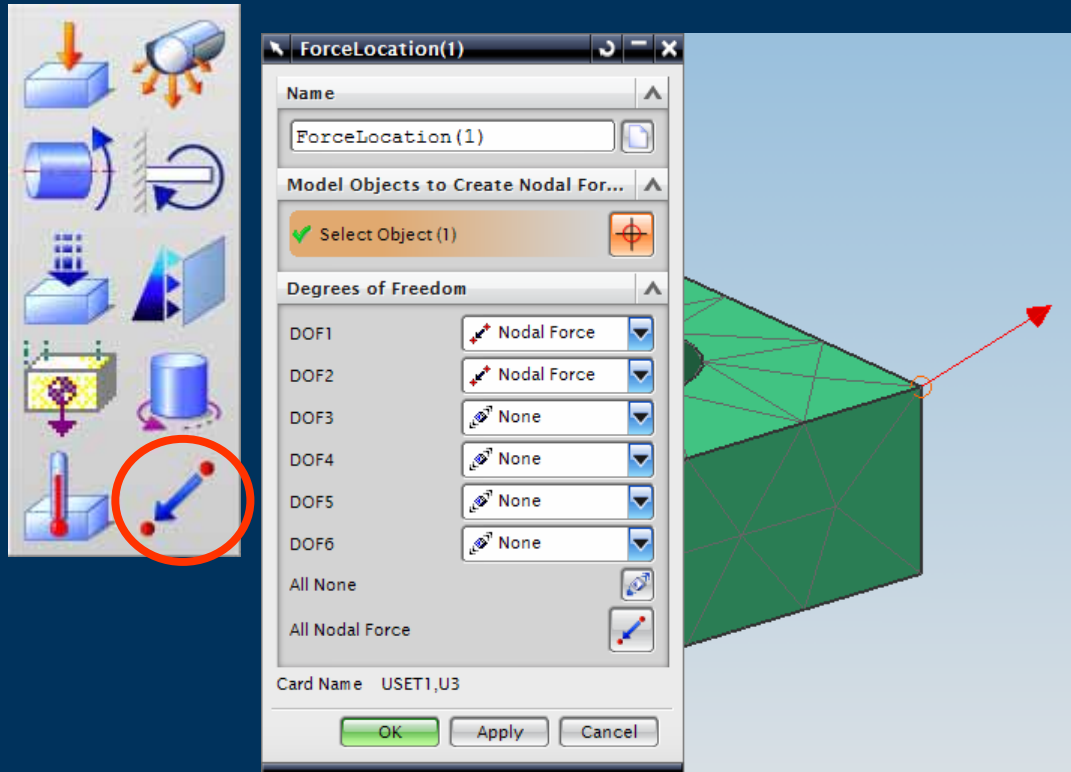 ForceLocation(1)
Name
ForceLocation(1)
Model Objects to Create Nodal For...
Select Object (1)
Degrees of Freedom
DOF1 Nodal Force
DOF2 Nodal Force
DOF3 None
DOF4 None
DOF5 None
DOF6 None
All None
All Nodal Force
Card Name USET1,U3
OK Apply Cancel